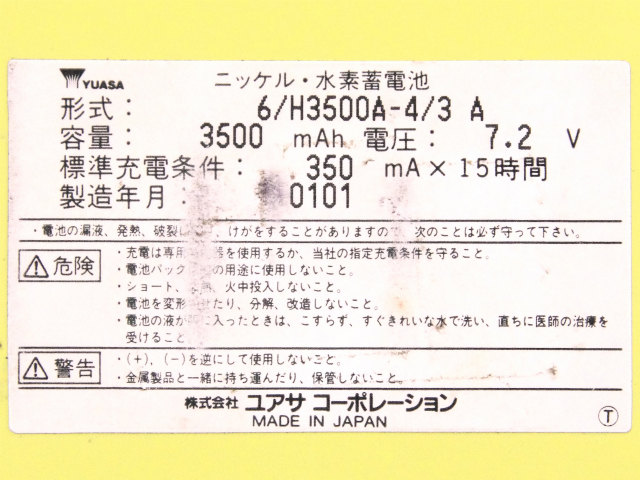 YUASA ニッケル・水素蓄電池
形式: 6/H3500A-4/3 A
容量: 3500 mAh 電圧: 7.2 V
標準充電条件: 350 mA×15時間
製造年月: 0101
・電池の漏液、発熱、破裂 、けがをすることがありますので 次のことは必ず守って下さい。
危険
・充電は専用 器を使用するか、当社の指定充電条件を守ること。
・電池パック の用途に使用しないこと。
・ショート、 火中投入しないこと。
・電池を変形 たり、分解、改造しないこと。
・電池の液が に入ったときは、こすらず、すぐきれいな水で洗い、直ちに医師の治療を
受けること
警告
・(+)、(−)を逆にして使用しないこと。
・金属製品と一緒に持ち運んだり、保管しないこと。
株式会社 ユアサ コーポレーション
MADE IN JAPAN
T